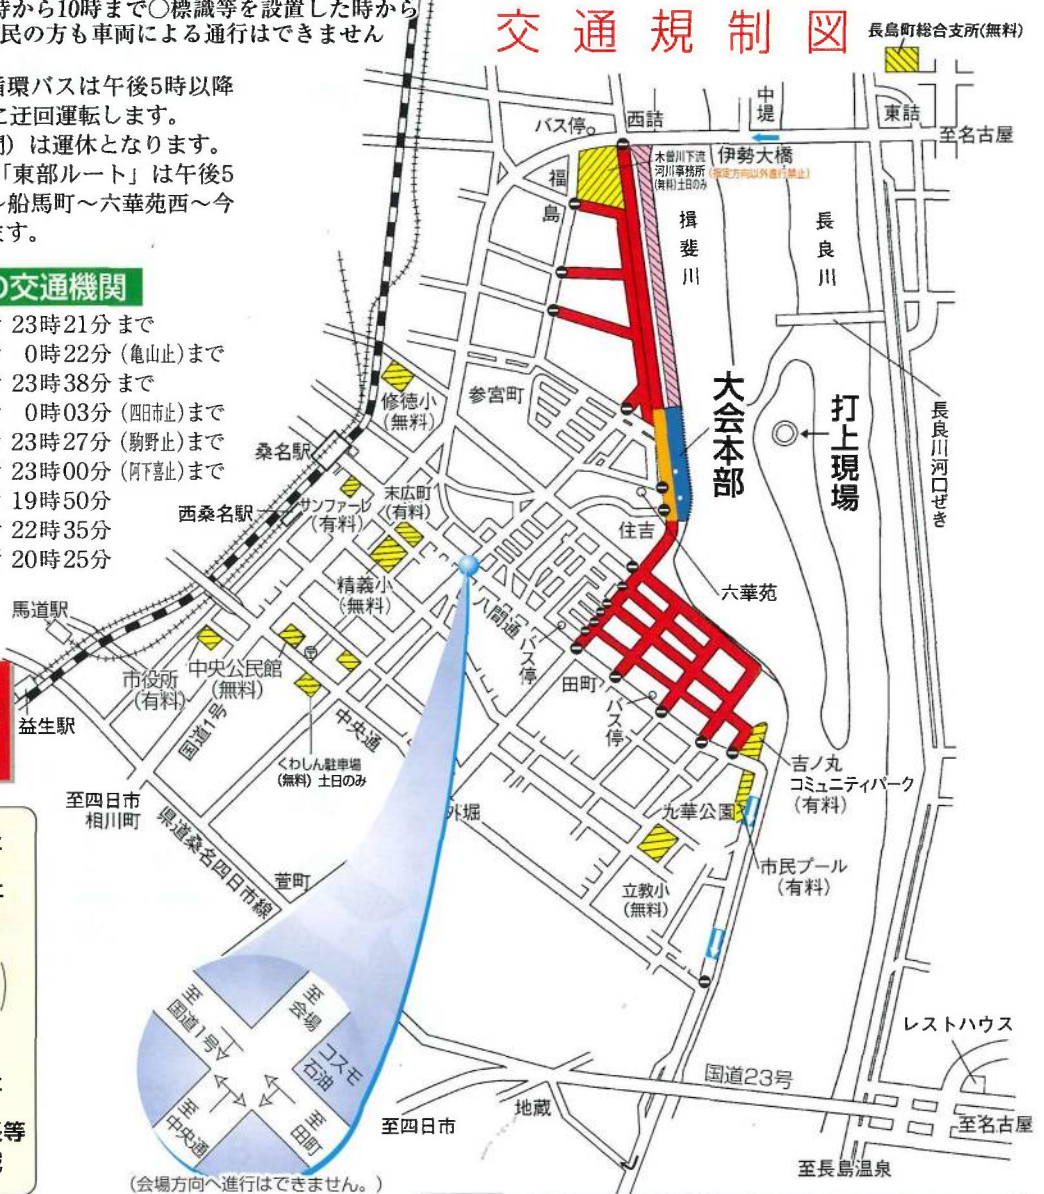 時から10時まで○標識等を設置した時から
民の方も車両による通行はできません
循環バスは午後5時以降
に迂回運転します。
間）は運休となります。
「東部ルート」は午後5
～船馬町～六華苑西～今
ます。
の交通機関
23時21分まで
0時22分（亀山止）まで
23時38分まで
0時03分（四日市止）まで
23時27分（駒野止）まで
23時00分（阿下喜止）まで
19時50分
22時35分
20時25分
交通規制図
長島町総合支所(無料)
バス停
西詰
中堤
東詰
至名古屋
伊勢大橋
(指定方向以外進行禁止)
木曽川下流
河川事務所
(無料)土日のみ
福島
揖斐川
長良川
長良川河口ぜき
大会本部
打上現場
参宮町
修徳小
(無料)
桑名駅
西桑名駅
サンファーレ
(有料)
末広町
(有料)
精義小
(無料)
住吉
六華苑
八間通
バス停
田町
バス停
馬道駅
益生駅
市役所
(有料)
中央公民館
(無料)
国道1号
中央通
くわしん駐車場
(無料) 土日のみ
至四日市
相川町
県道桑名四日市線
萱町
外堀
吉ノ丸
コミュニティパーク
(有料)
九華公園
市民プール
(有料)
立教小
(無料)
至国道1号
至会場
コスモ石油
至中央通
至田町
(会場方向へ進行はできません。)
レストハウス
国道23号
地蔵
至四日市
至名古屋
至長島温泉
等